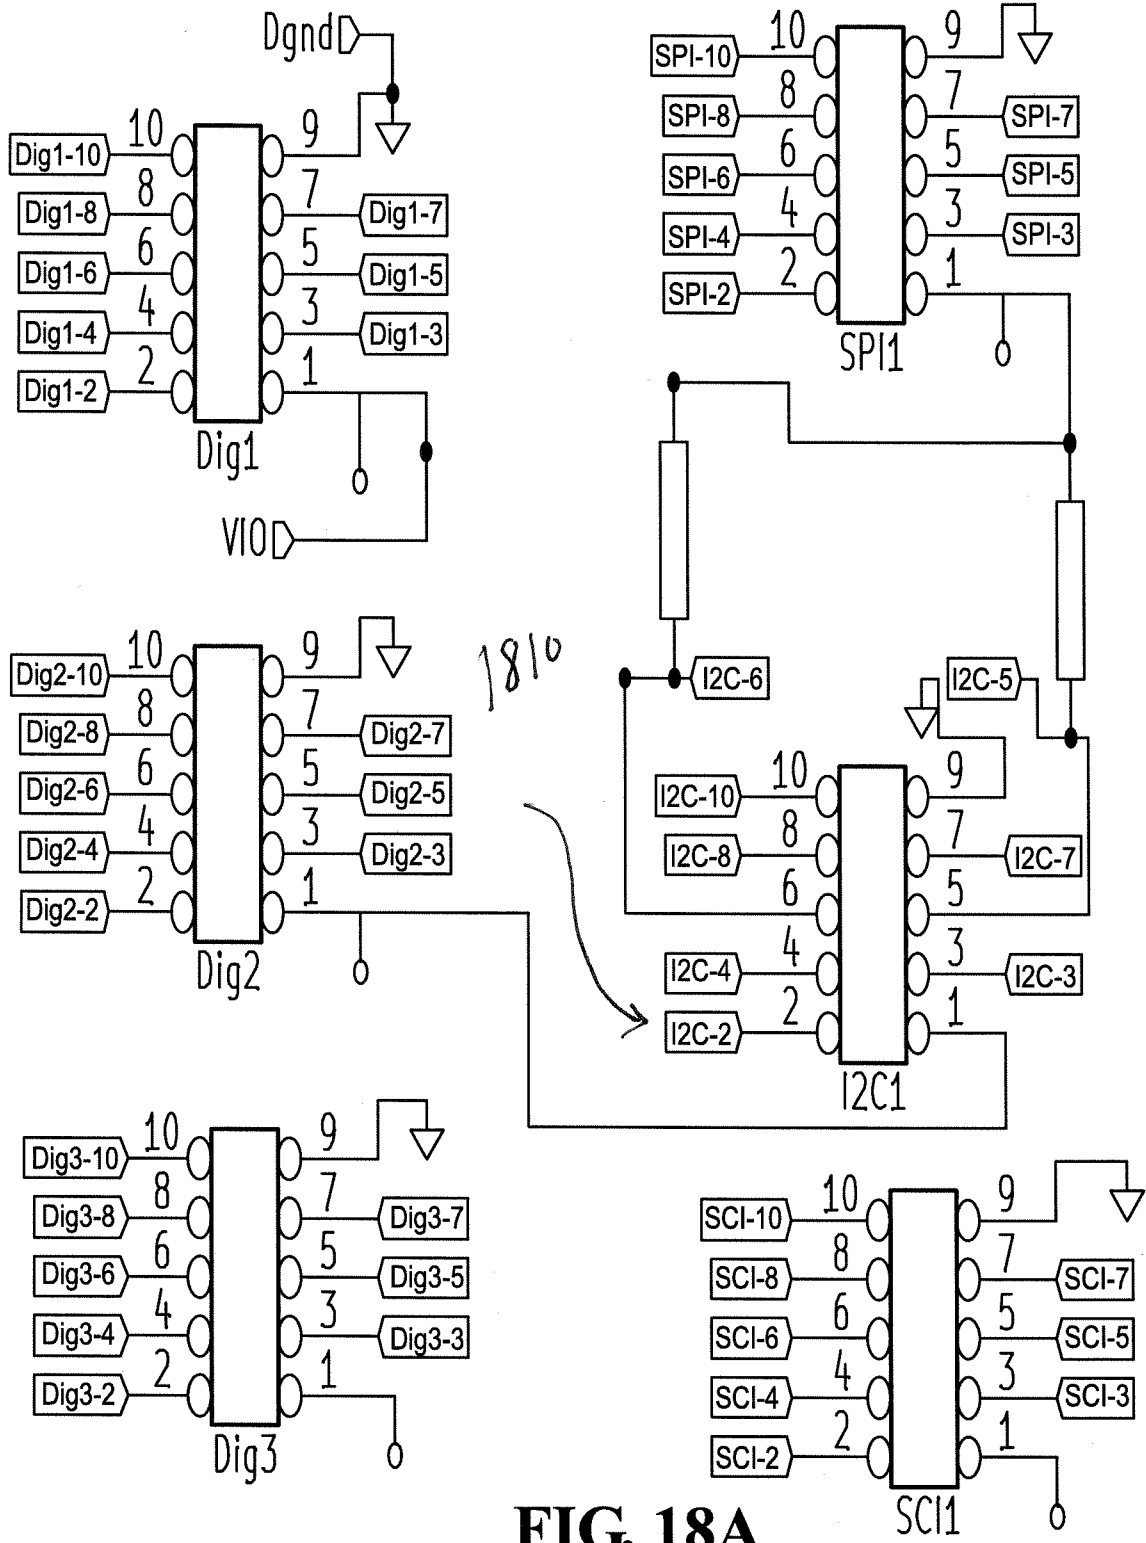 Dgnd
10 9
Dig1-10
8 7
Dig1-8 Dig1-7
6 5
Dig1-6 Dig1-5
4 3
Dig1-4 Dig1-3
2 1
Dig1-2
Dig1
VIO
10 9
SPI-10
8 7
SPI-8 SPI-7
6 5
SPI-6 SPI-5
4 3
SPI-4 SPI-3
2 1
SPI-2
SPI1
10 9
Dig2-10
8 7
Dig2-8 Dig2-7
6 5
Dig2-6 Dig2-5
4 3
Dig2-4 Dig2-3
2 1
Dig2-2
Dig2
1810
I2C-6 I2C-5
10 9
I2C-10
8 7
I2C-8 I2C-7
6 5
4 3
I2C-4 I2C-3
2 1
I2C-2
I2C1
10 9
Dig3-10
8 7
Dig3-8 Dig3-7
6 5
Dig3-6 Dig3-5
4 3
Dig3-4 Dig3-3
2 1
Dig3-2
Dig3
10 9
SCI-10
8 7
SCI-8 SCI-7
6 5
SCI-6 SCI-5
4 3
SCI-4 SCI-3
2 1
SCI-2
SCI1
FIG. 18A